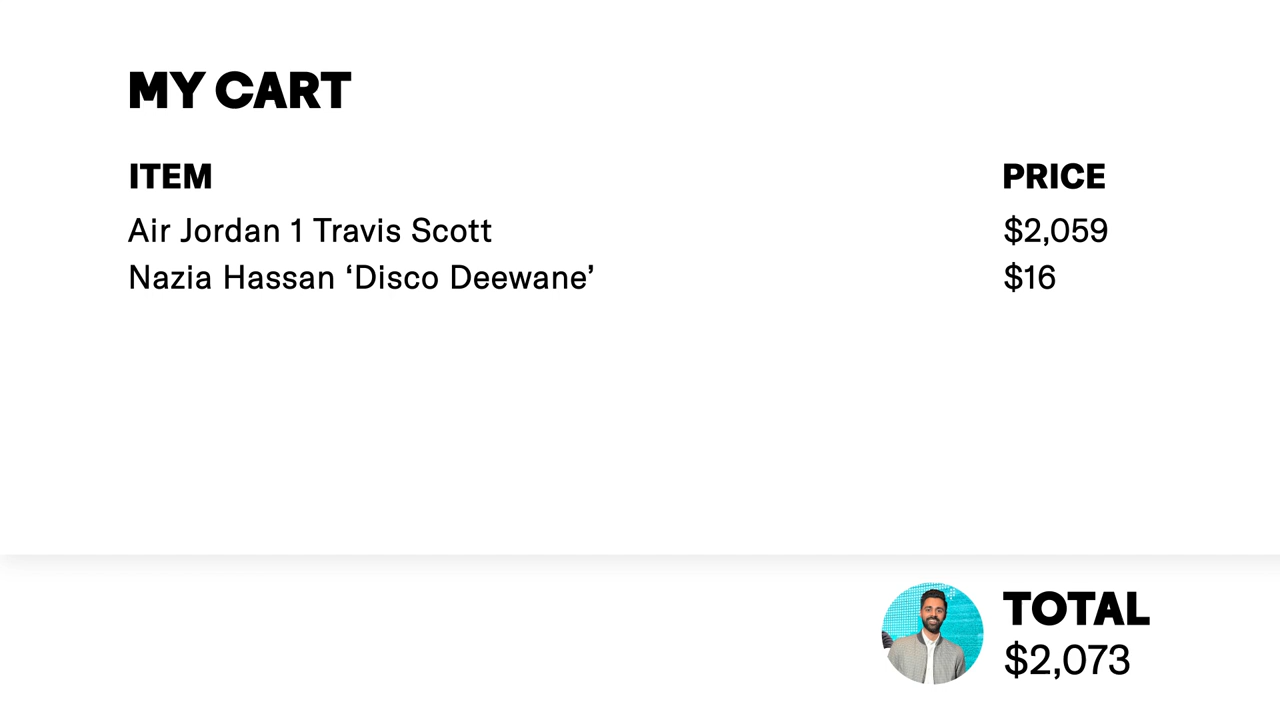 MY CART
ITEM PRICE
Air Jordan 1 Travis Scott $2,059
Nazia Hassan ‘Disco Deewane’ $16
TOTAL
$2,073